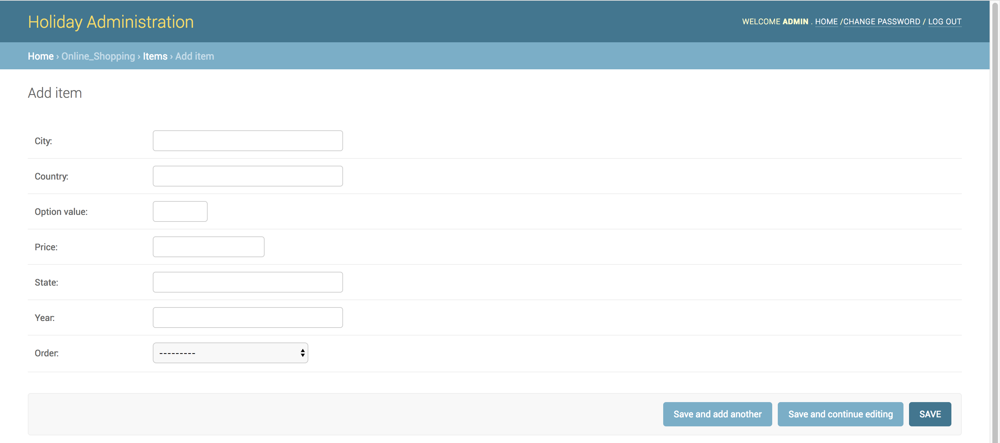 Holiday Administration
WELCOME ADMIN . HOME /CHANGE PASSWORD / LOG OUT
Home › Online_Shopping › Items › Add item
Add item
City:
Country:
Option value:
Price:
State:
Year:
Order:
---------
Save and add another
Save and continue editing
SAVE